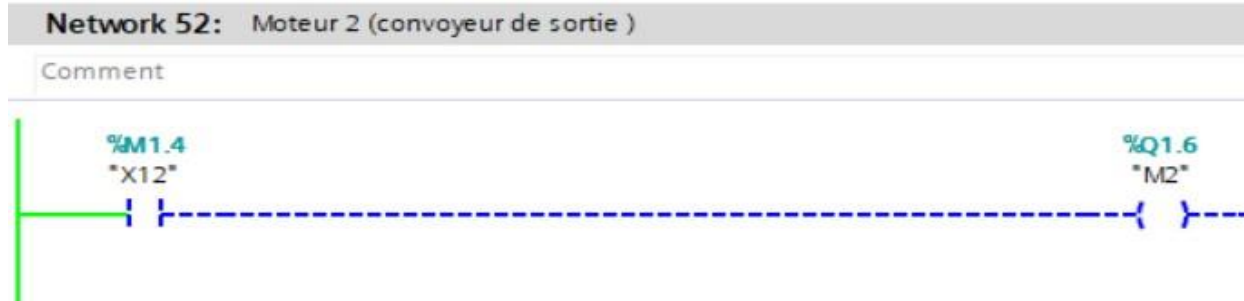 Network 52: Moteur 2 (convoyeur de sortie )
Comment
%M1.4 %Q1.6
"X12" "M2"